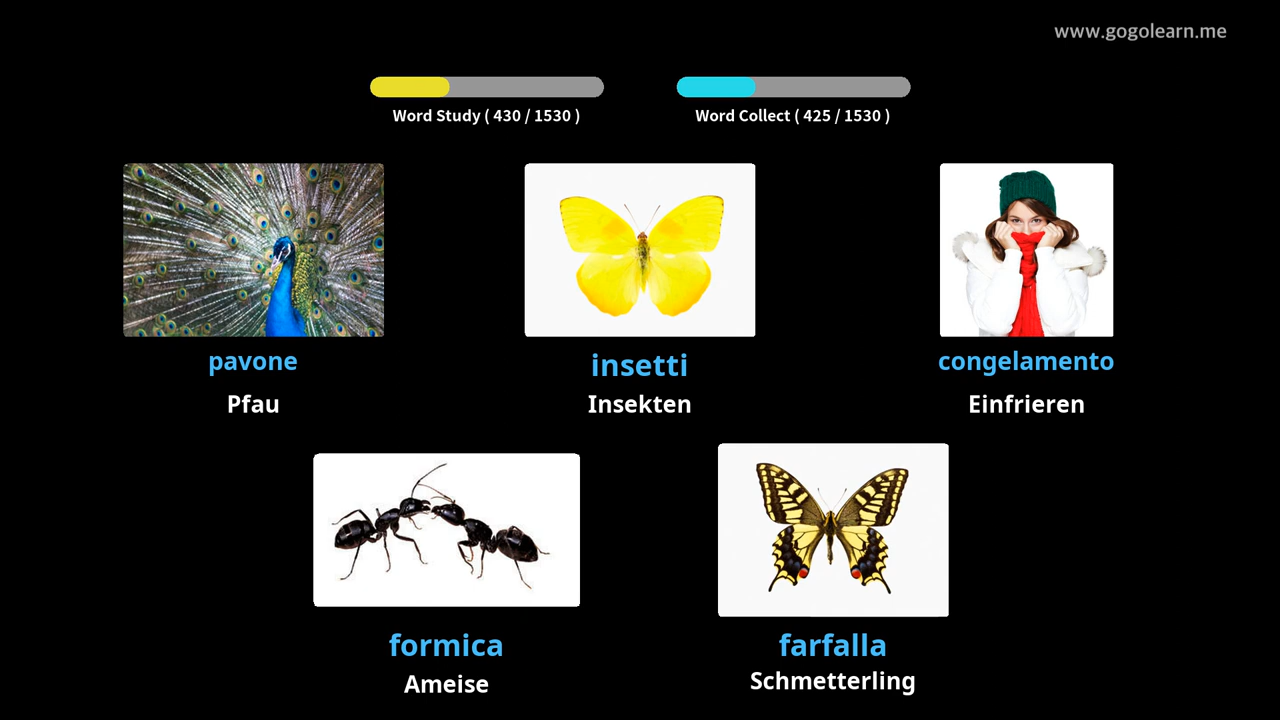 www.gogolearn.me
Word Study ( 430 / 1530 )
Word Collect ( 425 / 1530 )
pavone
Pfau
insetti
Insekten
congelamento
Einfrieren
formica
Ameise
farfalla
Schmetterling